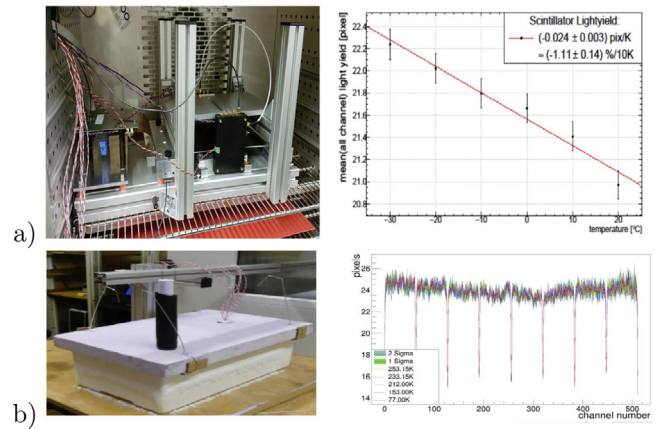 22.4
22.2
22.0
21.8
21.6
21.4
21.2
21.0
20.8
mean(all channel) light yield [pixel]
Scintillator Lightyield:
(-0.024 ± 0.003) pix/K
≈ (-1.11± 0.14) %/10K
−30 −20 −10 0 10 20
temperature [°C]
a)
pixels
26
24
22
20
18
16
14
2 Sigma
1 Sigma
253.15K
233.15K
212.00K
153.00K
77.00K
0 100 200 300 400 500
channel number
b)